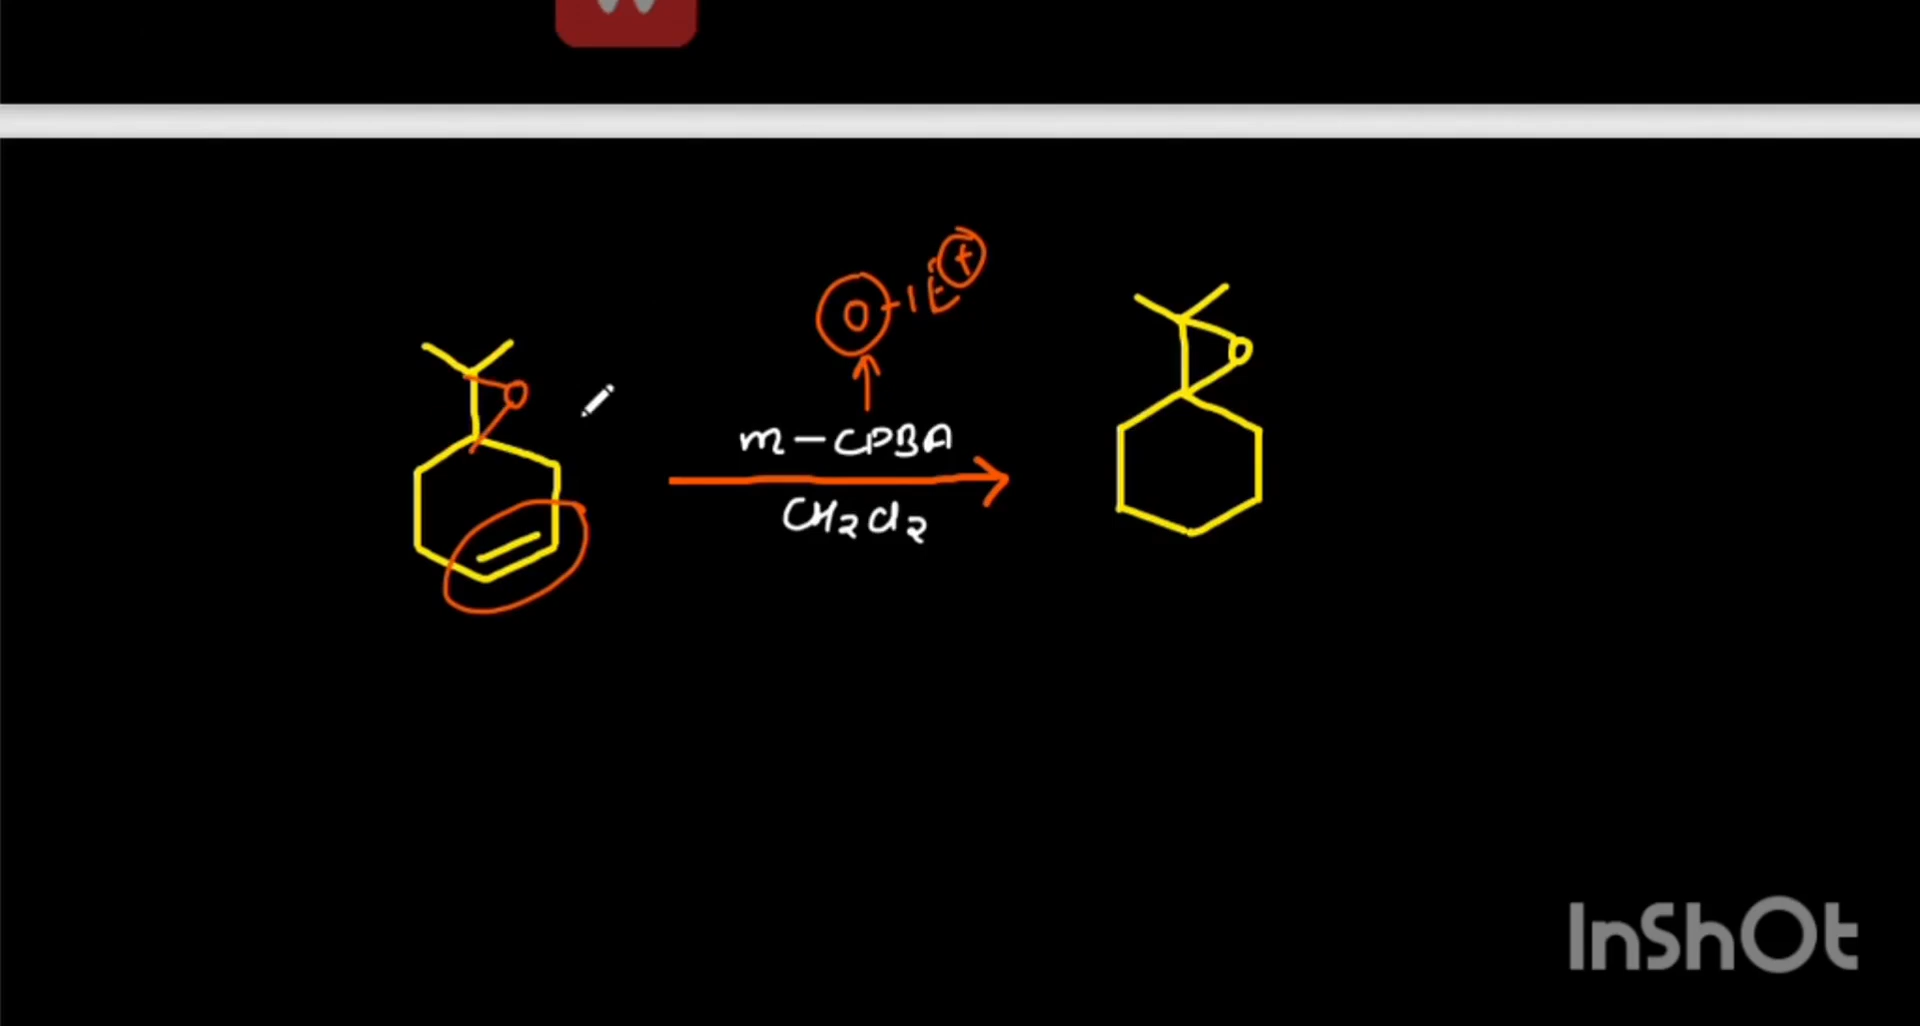 O - E+
O
O
m-CPBA
CH2Cl2
InShOt